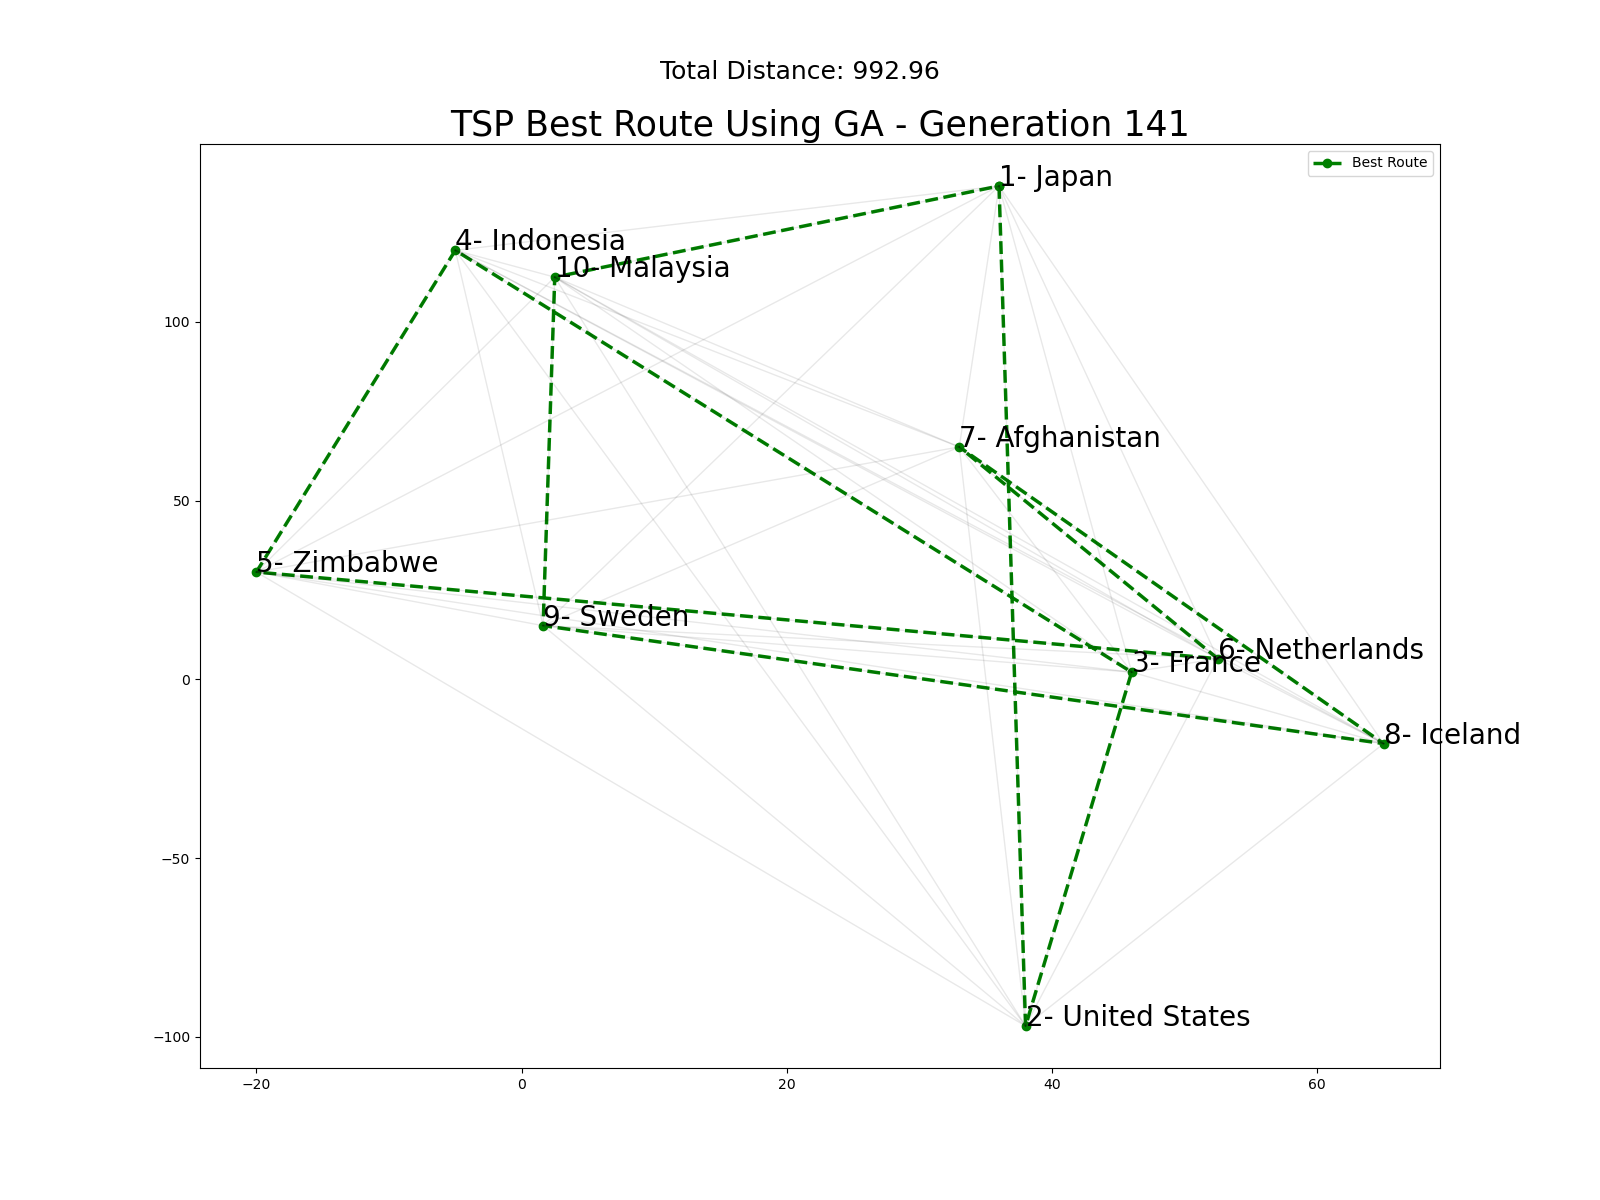 Total Distance: 992.96
TSP Best Route Using GA - Generation 141
Best Route
1- Japan
4- Indonesia
10- Malaysia
7- Afghanistan
5- Zimbabwe
9- Sweden
6- Netherlands
3- France
8- Iceland
2- United States
100
50
0
−50
−100
−20
0
20
40
60